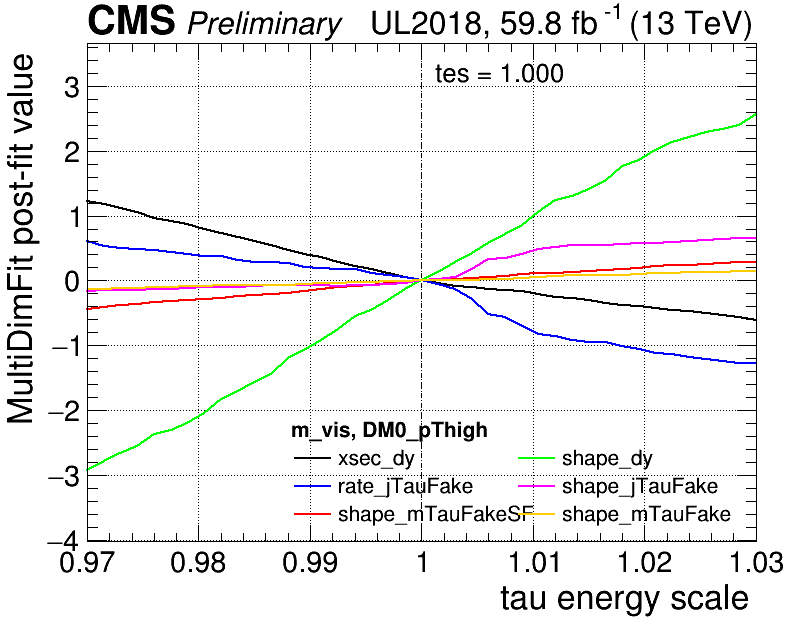 CMS Preliminary UL2018, 59.8 fb-1 (13 TeV)
MultiDimFit post-fit value
tes = 1.000
3
2
1
0
−1
−2
−3
−4
m_vis, DM0_pThigh
xsec_dy shape_dy
rate_jTauFake shape_jTauFake
shape_mTauFakeSF shape_mTauFake
0.97 0.98 0.99 1 1.01 1.02 1.03
tau energy scale